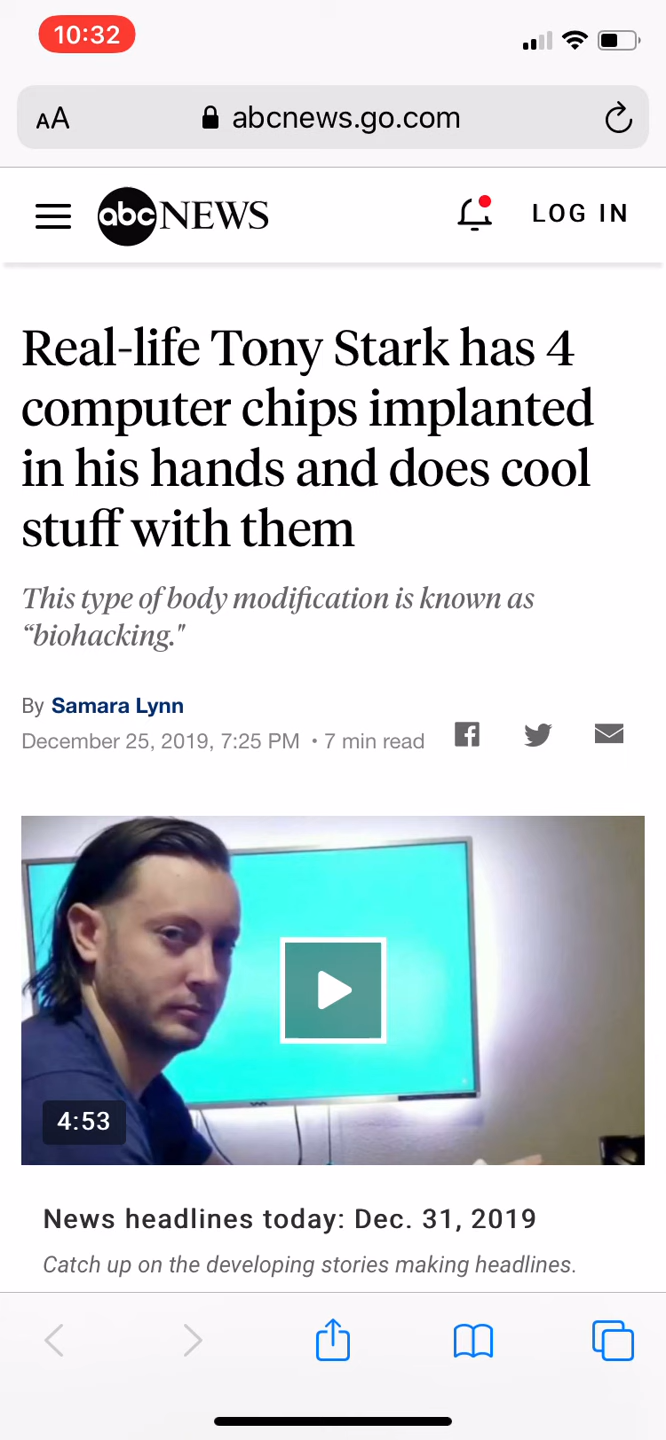 10:32
AA abcnews.go.com
abc NEWS LOG IN
Real-life Tony Stark has 4
computer chips implanted
in his hands and does cool
stuff with them
This type of body modification is known as
“biohacking."
By Samara Lynn
December 25, 2019, 7:25 PM • 7 min read
4:53
News headlines today: Dec. 31, 2019
Catch up on the developing stories making headlines.